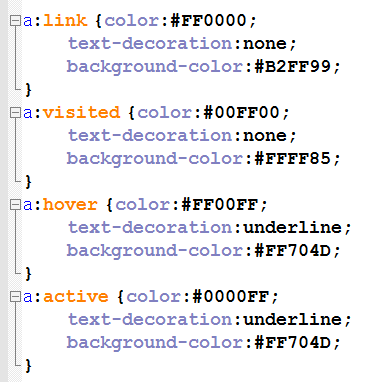 a:link {color:#FF0000;
text-decoration:none;
background-color:#B2FF99;
}
a:visited {color:#00FF00;
text-decoration:none;
background-color:#FFFF85;
}
a:hover {color:#FF00FF;
text-decoration:underline;
background-color:#FF704D;
}
a:active {color:#0000FF;
text-decoration:underline;
background-color:#FF704D;
}